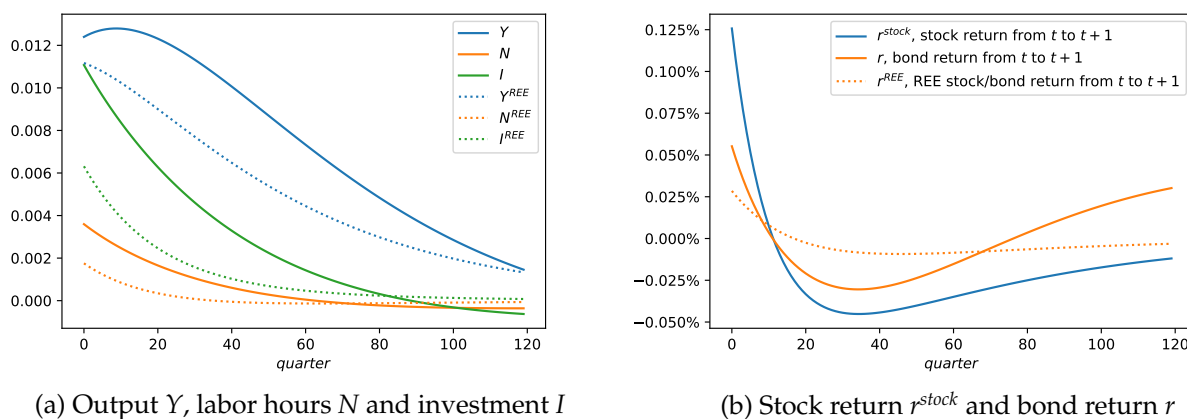 0.012
0.010
0.008
0.006
0.004
0.002
0.000
Y
N
I
Y^{REE}
N^{REE}
I^{REE}
0 20 40 60 80 100 120
quarter
0.125%
0.100%
0.075%
0.050%
0.025%
0.000%
−0.025%
−0.050%
r^{stock}, stock return from t to t + 1
r, bond return from t to t + 1
r^{REE}, REE stock/bond return from t to t + 1
0 20 40 60 80 100 120
quarter
(a) Output Y, labor hours N and investment I
(b) Stock return r^{stock} and bond return r